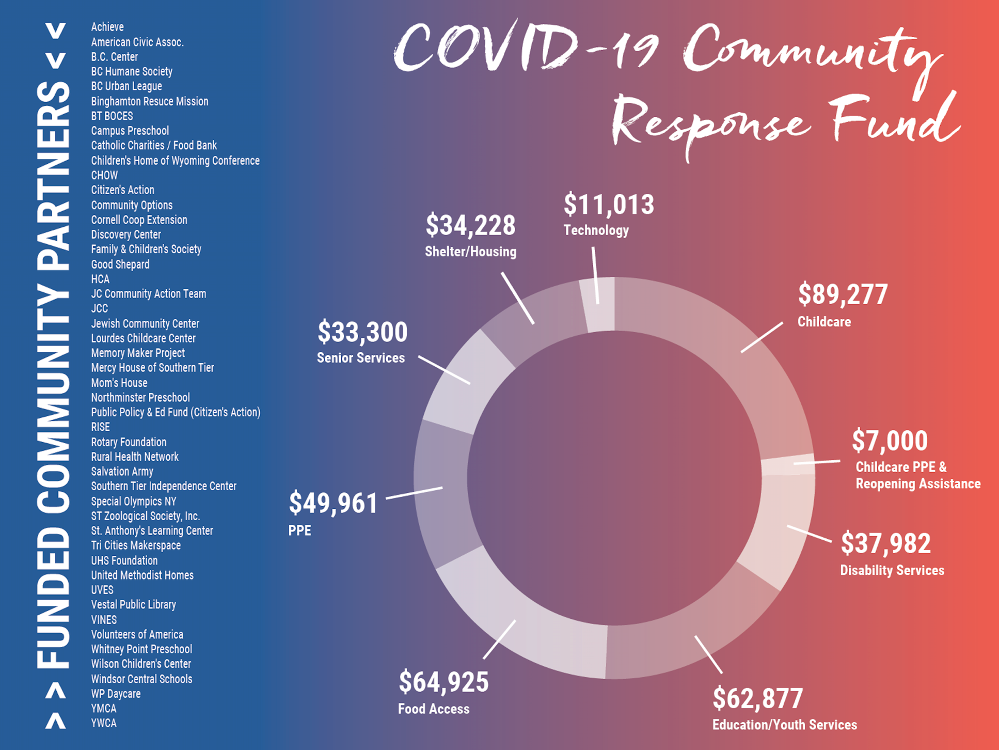 FUNDED COMMUNITY PARTNERS
Achieve
American Civic Assoc.
B.C. Center
BC Humane Society
BC Urban League
Binghamton Resuce Mission
BT BOCES
Campus Preschool
Catholic Charities / Food Bank
Children's Home of Wyoming Conference
CHOW
Citizen's Action
Community Options
Cornell Coop Extension
Discovery Center
Family & Children's Society
Good Shepard
HCA
JC Community Action Team
JCC
Jewish Community Center
Lourdes Childcare Center
Memory Maker Project
Mercy House of Southern Tier
Mom's House
Northminster Preschool
Public Policy & Ed Fund (Citizen's Action)
RISE
Rotary Foundation
Rural Health Network
Salvation Army
Southern Tier Independence Center
Special Olympics NY
ST Zoological Society, Inc.
St. Anthony's Learning Center
Tri Cities Makerspace
UHS Foundation
United Methodist Homes
UVES
Vestal Public Library
VINES
Volunteers of America
Whitney Point Preschool
Wilson Children's Center
Windsor Central Schools
WP Daycare
YMCA
YWCA
COVID-19 Community
Response Fund
$11,013
Technology
$34,228
Shelter/Housing
$89,277
Childcare
$33,300
Senior Services
$7,000
Childcare PPE &
Reopening Assistance
$49,961
PPE
$37,982
Disability Services
$64,925
Food Access
$62,877
Education/Youth Services